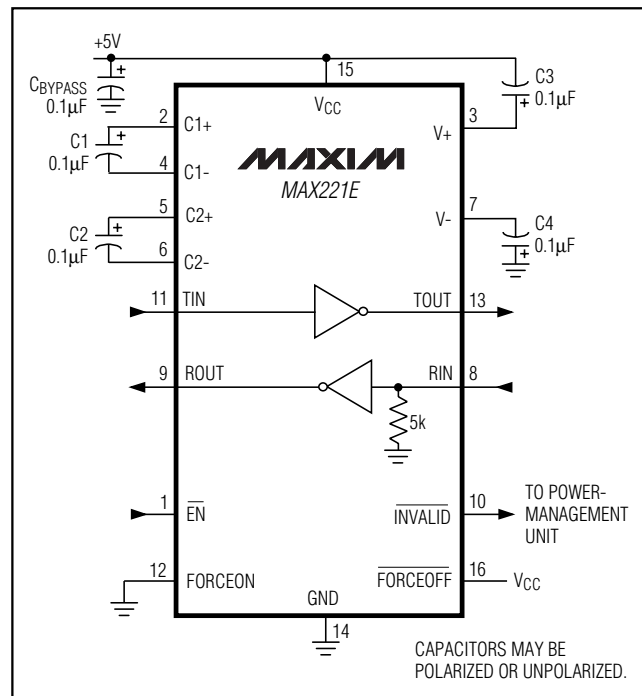 +5V
CBYPASS
0.1µF
+
15
VCC
C3
0.1µF
+
2
C1+
C1
0.1µF
+
4
C1-
3
V+
MAXIM
MAX221E
5
C2+
C2
0.1µF
+
6
C2-
7
V-
C4
0.1µF
+
11
TIN
TOUT
13
9
ROUT
RIN
8
5k
1
EN
INVALID
10
TO POWER-
MANAGEMENT
UNIT
12
FORCEON
FORCEOFF
16
VCC
GND
14
CAPACITORS MAY BE
POLARIZED OR UNPOLARIZED.